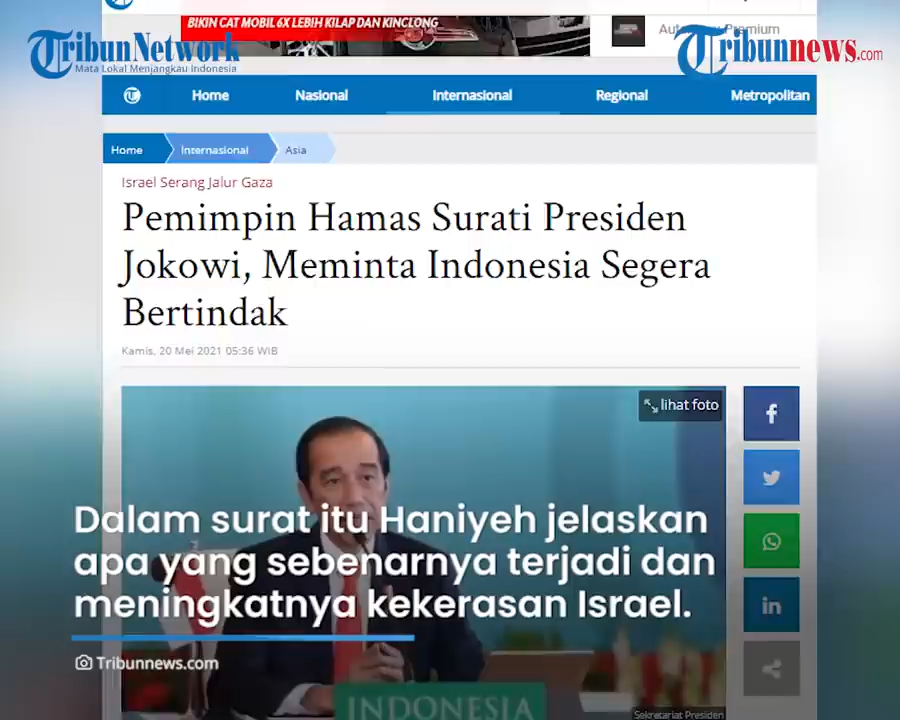 BIKIN CAT MOBIL 6X LEBIH KILAP DAN KINCLONG
Premium
Tribun Network
Mata Lokal Menjangkau Indonesia
Tribunnews.com
Home
Nasional
Internasional
Regional
Metropolitan
Home
Internasional
Asia
Israel Serang Jalur Gaza
Pemimpin Hamas Surati Presiden
Jokowi, Meminta Indonesia Segera
Bertindak
Kamis, 20 Mei 2021 05:36 WIB
lihat foto
Dalam surat itu Haniyeh jelaskan
apa yang sebenarnya terjadi dan
meningkatnya kekerasan Israel.
Tribunnews.com
INDONESIA
Sekretariat Presiden